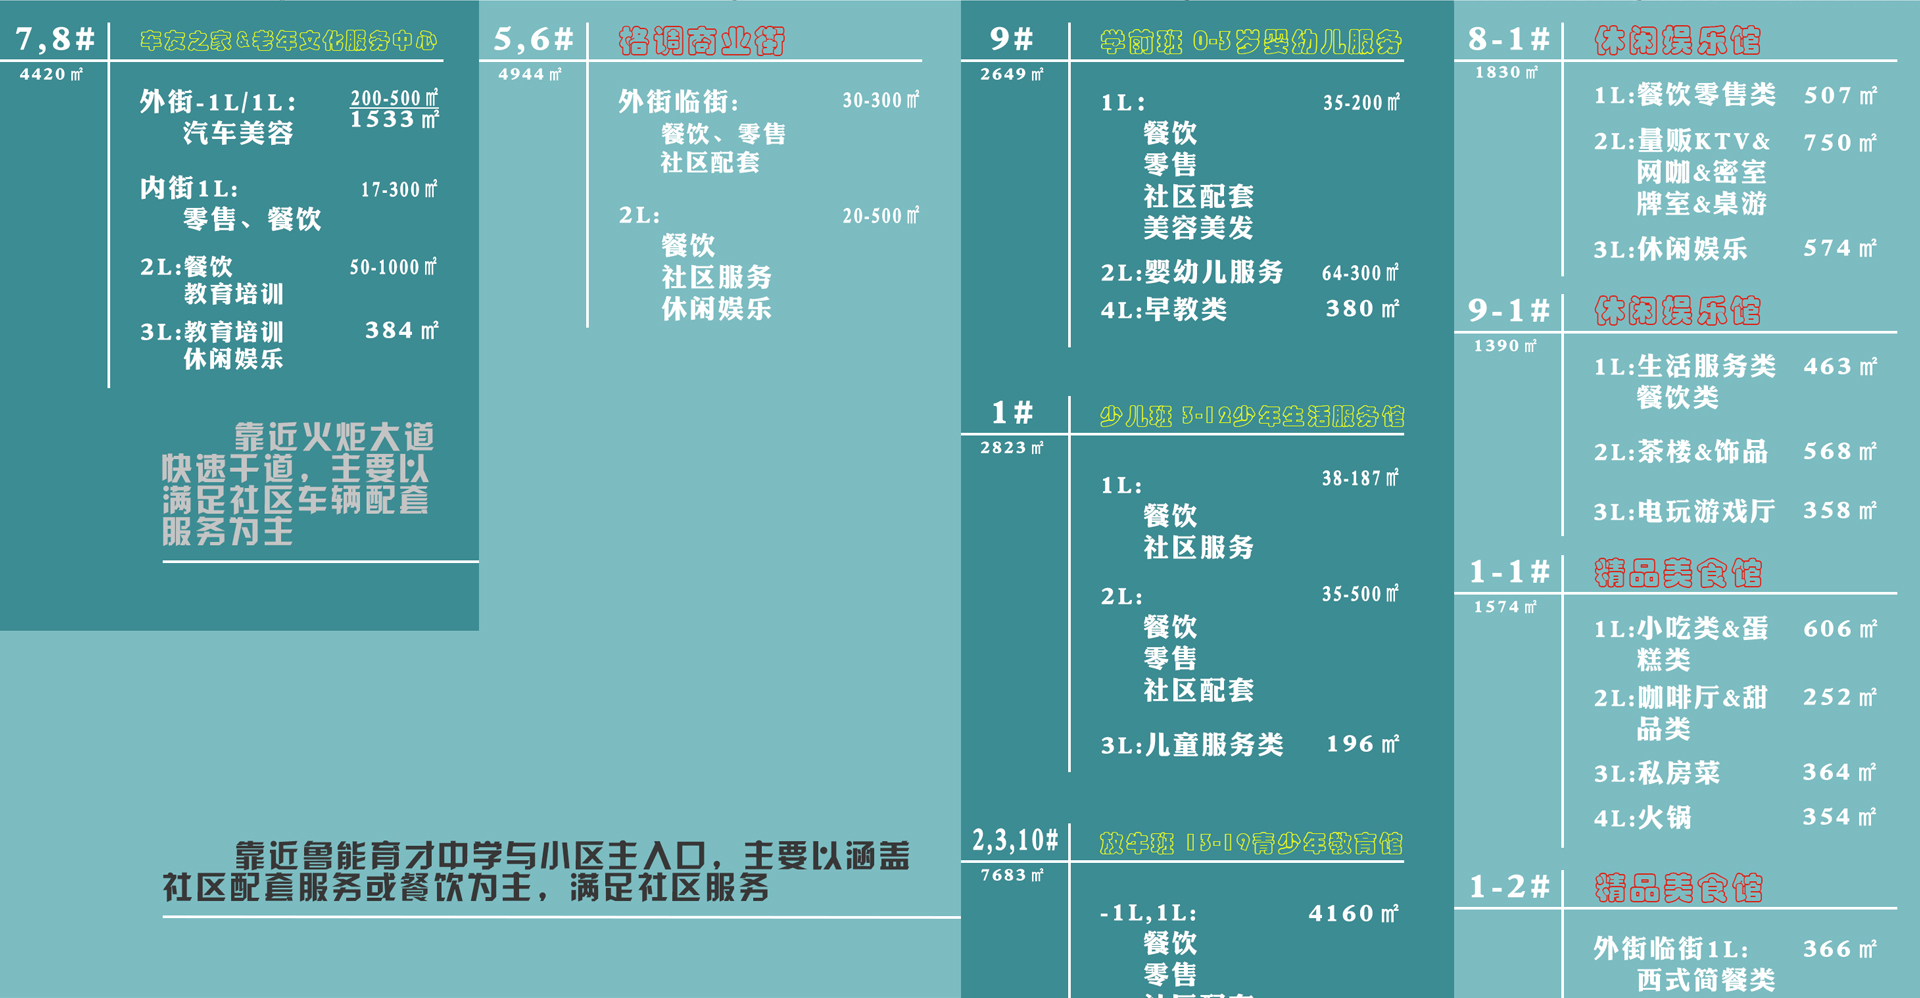 7,8#
车友之家&老年文化服务中心
4420㎡
外街-1L/1L:
200-500㎡
1533㎡
汽车美容
内街1L:
17-300㎡
零售、餐饮
2L:餐饮
50-1000㎡
教育培训
3L:教育培训
384㎡
休闲娱乐
靠近火炬大道
快速干道，主要以
满足社区车辆配套
服务为主
5,6#
格调商业街
4944㎡
外街临街:
30-300㎡
餐饮、零售
社区配套
2L:
20-500㎡
餐饮
社区服务
休闲娱乐
靠近鲁能育才中学与小区主入口，主要以涵盖
社区配套服务或餐饮为主，满足社区服务
9#
学前班 0-3岁婴幼儿服务
2649㎡
1L:
35-200㎡
餐饮
零售
社区配套
美容美发
2L:婴幼儿服务
64-300㎡
4L:早教类
380㎡
1#
少儿班 3-12少年生活服务馆
2823㎡
1L:
38-187㎡
餐饮
社区服务
2L:
35-500㎡
餐饮
零售
社区配套
3L:儿童服务类
196㎡
2,3,10#
放牛班 13-19青少年教育馆
7683㎡
-1L,1L:
4160㎡
餐饮
零售
社区配套
8-1#
休闲娱乐馆
1830㎡
1L:餐饮零售类
507㎡
2L:量贩KTV&
750㎡
网咖&密室
牌室&桌游
3L:休闲娱乐
574㎡
9-1#
休闲娱乐馆
1390㎡
1L:生活服务类
463㎡
餐饮类
2L:茶楼&饰品
568㎡
3L:电玩游戏厅
358㎡
1-1#
精品美食馆
1574㎡
1L:小吃类&蛋
606㎡
糕类
2L:咖啡厅&甜
252㎡
品类
3L:私房菜
364㎡
4L:火锅
354㎡
1-2#
精品美食馆
外街临街1L:
366㎡
西式简餐类